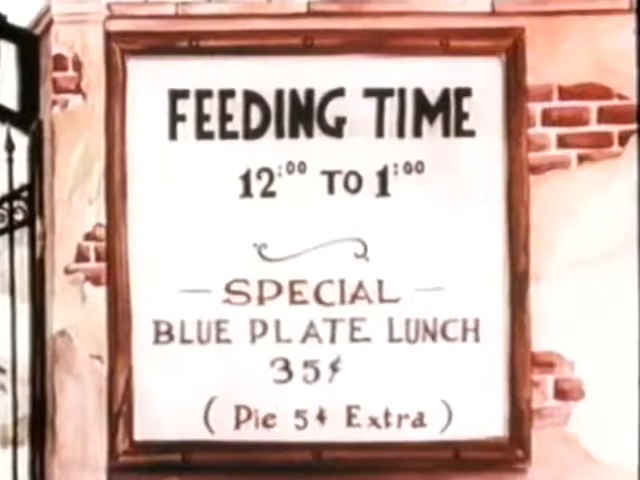 FEEDING TIME
12:00 TO 1:00
— SPECIAL —
BLUE PLATE LUNCH
35¢
( Pie 5¢ Extra )